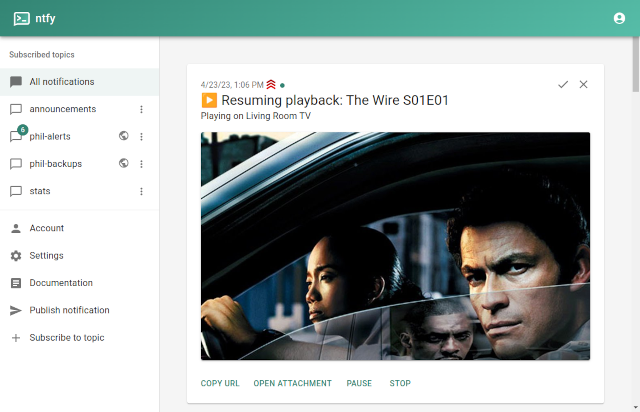 ntfy
Subscribed topics
All notifications
announcements
6
phil-alerts
phil-backups
stats
Account
Settings
Documentation
Publish notification
Subscribe to topic
4/23/23, 1:06 PM
Resuming playback: The Wire S01E01
Playing on Living Room TV
COPY URL OPEN ATTACHMENT PAUSE STOP